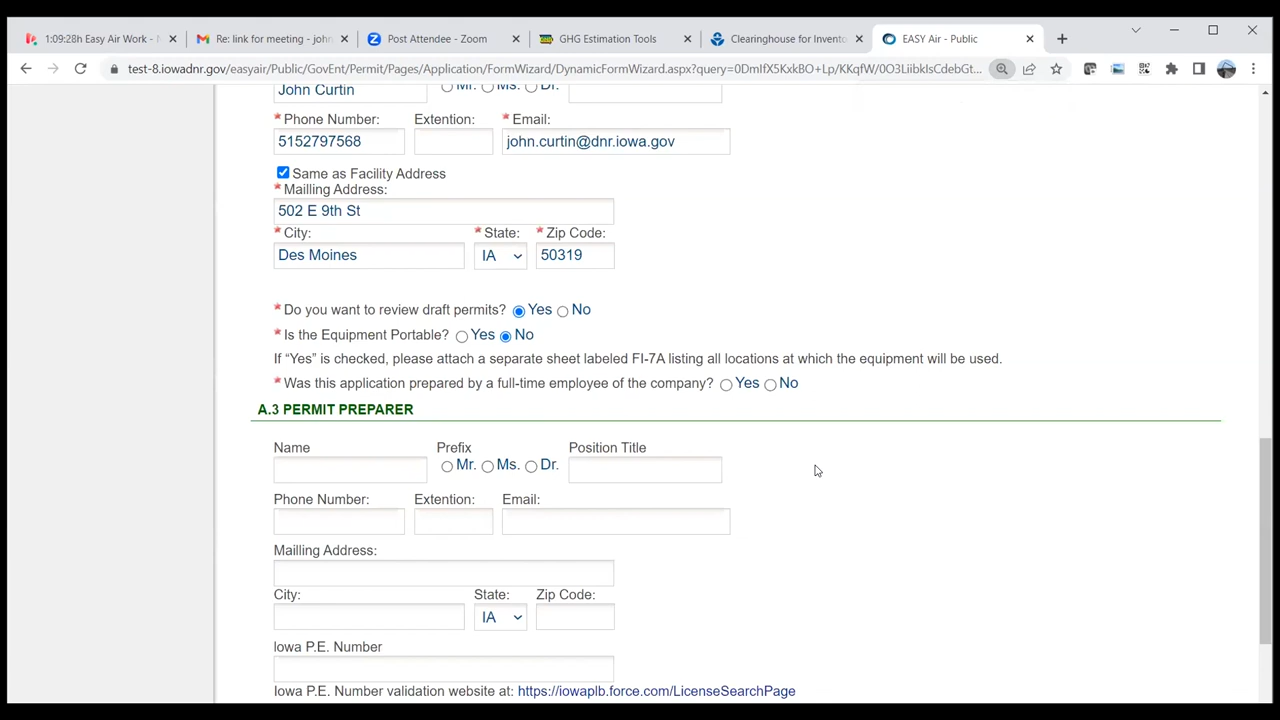 1:09:28h Easy Air Work - N
Re: link for meeting - john
Post Attendee - Zoom
GHG Estimation Tools
Clearinghouse for Invento
EASY Air - Public
test-8.iowadnr.gov/easyair/Public/GovEnt/Permit/Pages/Application/FormWizard/DynamicFormWizard.aspx?query=0DmIfX5KxkBO+Lp/KKqfW/0O3LiibkIsCdebGt...
John Curtin
Mr. Ms. Dr.
* Phone Number: Extention: * Email:
5152797568
john.curtin@dnr.iowa.gov
Same as Facility Address
* Mailling Address:
502 E 9th St
* City: * State: * Zip Code:
Des Moines IA 50319
* Do you want to review draft permits? Yes No
* Is the Equipment Portable? Yes No
If “Yes” is checked, please attach a separate sheet labeled FI-7A listing all locations at which the equipment will be used.
* Was this application prepared by a full-time employee of the company? Yes No
A.3 PERMIT PREPARER
Name Prefix Position Title
Mr. Ms. Dr.
Phone Number: Extention: Email:
Mailling Address:
City: State: Zip Code:
IA
Iowa P.E. Number
Iowa P.E. Number validation website at: https://iowaplb.force.com/LicenseSearchPage